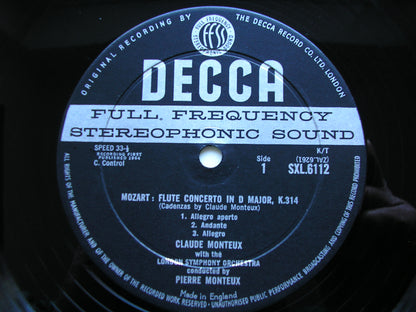 ORIGINAL RECORDING BY
THE DECCA RECORD CO. LTD. LONDON
FULL FREQUENCY STEREO
ffss
DECCA
FULL FREQUENCY
STEREOPHONIC SOUND
SPEED 33⅓
RECORDING FIRST
PUBLISHED 1964
C. Control
K/T
(ZAL.6261)
Side
1
SXL.6112
MOZART: FLUTE CONCERTO IN D MAJOR, K.314
(Cadenzas by Claude Monteux)
1. Allegro aperto
2. Andante
3. Allegro
CLAUDE MONTEUX
with the
LONDON SYMPHONY ORCHESTRA
conducted by
PIERRE MONTEUX
Made in England
ALL RIGHTS OF THE MANUFACTURER AND OF THE OWNER OF THE RECORDED WORK RESERVED · UNAUTHORISED PUBLIC PERFORMANCE BROADCASTING AND COPYING OF THIS RECORD PROHIBITED